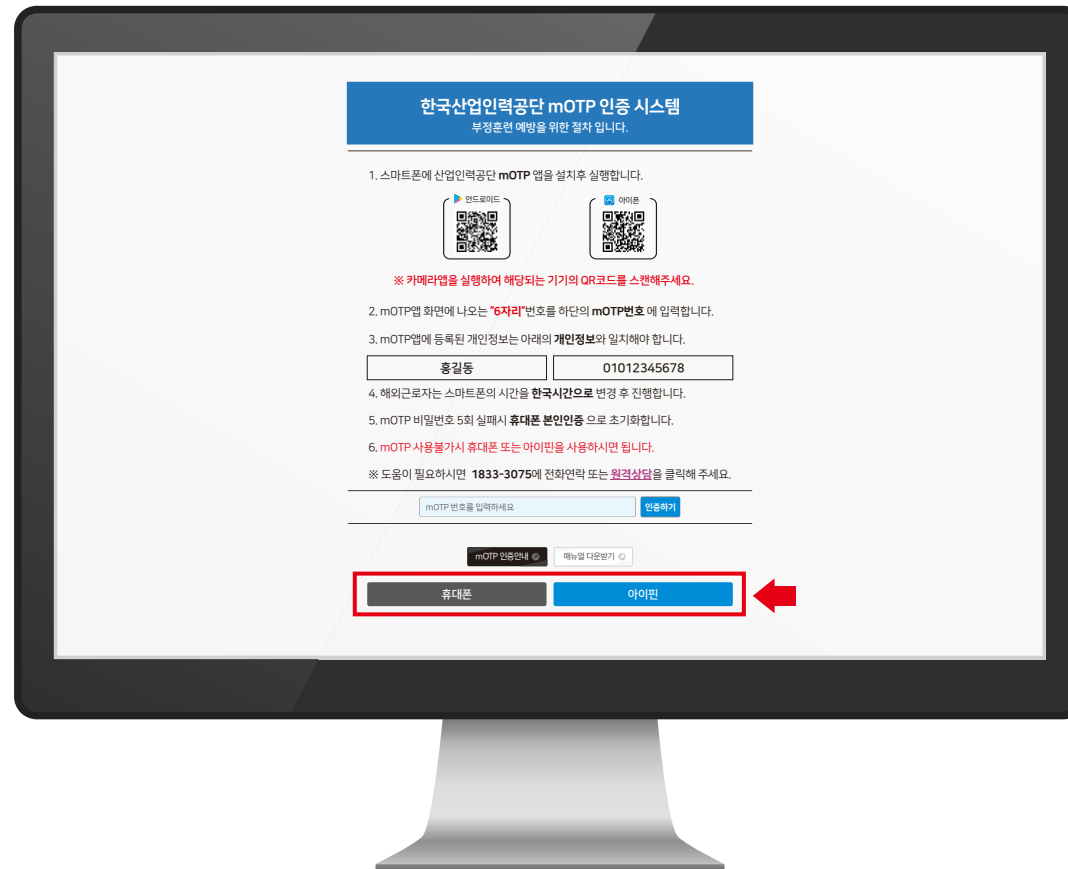 한국산업인력공단 mOTP 인증 시스템
부정훈련 예방을 위한 절차 입니다.
1. 스마트폰에 산업인력공단 mOTP 앱을 설치후 실행합니다.
안드로이드
아이폰
※ 카메라앱을 실행하여 해당되는 기기의 QR코드를 스캔해주세요.
2. mOTP앱 화면에 나오는 "6자리"번호를 하단의 mOTP번호 에 입력합니다.
3. mOTP앱에 등록된 개인정보는 아래의 개인정보와 일치해야 합니다.
홍길동
01012345678
4. 해외근로자는 스마트폰의 시간을 한국시간으로 변경 후 진행합니다.
5. mOTP 비밀번호 5회 실패시 휴대폰 본인인증 으로 초기화합니다.
6. mOTP 사용불가시 휴대폰 또는 아이핀을 사용하시면 됩니다.
※ 도움이 필요하시면 1833-3075에 전화연락 또는 원격상담을 클릭해 주세요.
mOTP 번호를 입력하세요
인증하기
mOTP 인증안내
매뉴얼 다운받기
휴대폰
아이핀